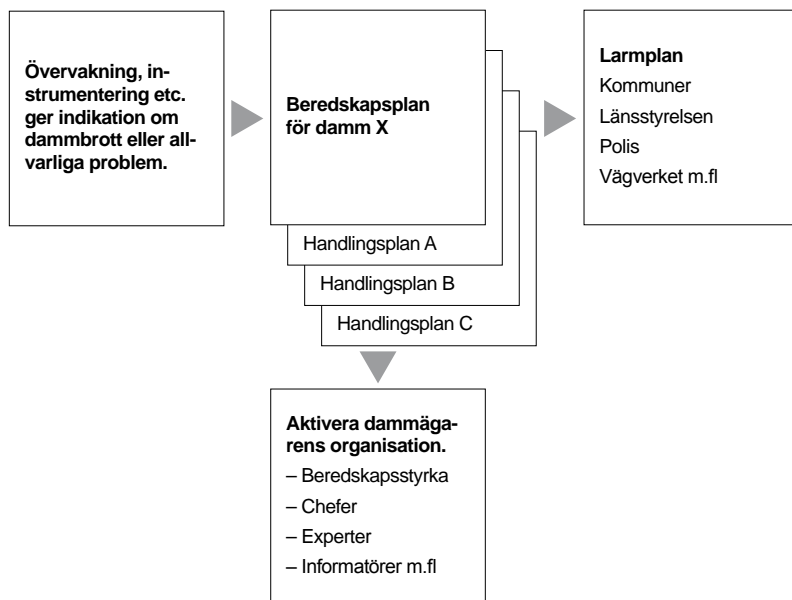 Övervakning, in-
strumentering etc.
ger indikation om
dammbrott eller all-
varliga problem.
Beredskapsplan
för damm X
Handlingsplan A
Handlingsplan B
Handlingsplan C
Larmplan
Kommuner
Länsstyrelsen
Polis
Vägverket m.fl
Aktivera dammäga-
rens organisation.
– Beredskapsstyrka
– Chefer
– Experter
– Informatörer m.fl